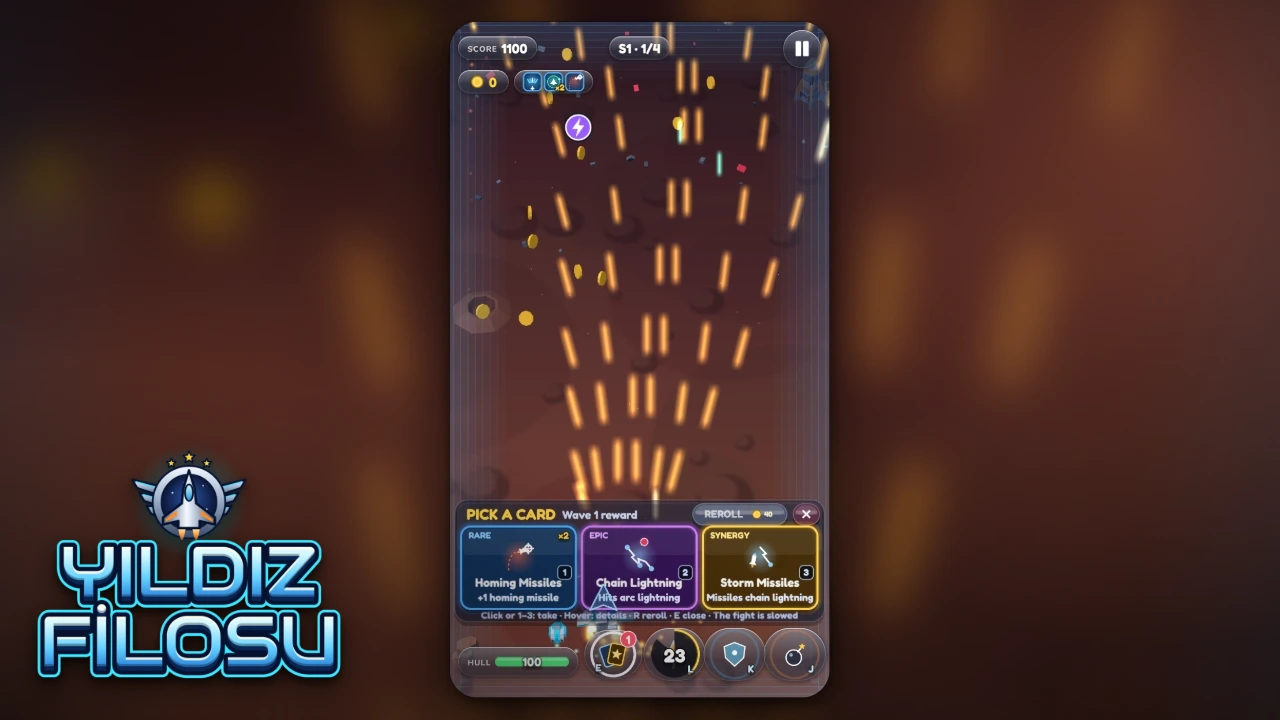 SCORE 1100
S1 · 1/4
0
x2
PICK A CARD Wave 1 reward
REROLL 40
RARE x2
Homing Missiles 1
+1 homing missile
EPIC
Chain Lightning 2
Hits arc lightning
SYNERGY
Storm Missiles 3
Missiles chain lightning
Click or 1–3: take · Hover: details · R reroll · E close · The fight is slowed
HULL 100
1
E
23
L
K
J
YILDIZ
FİLOSU